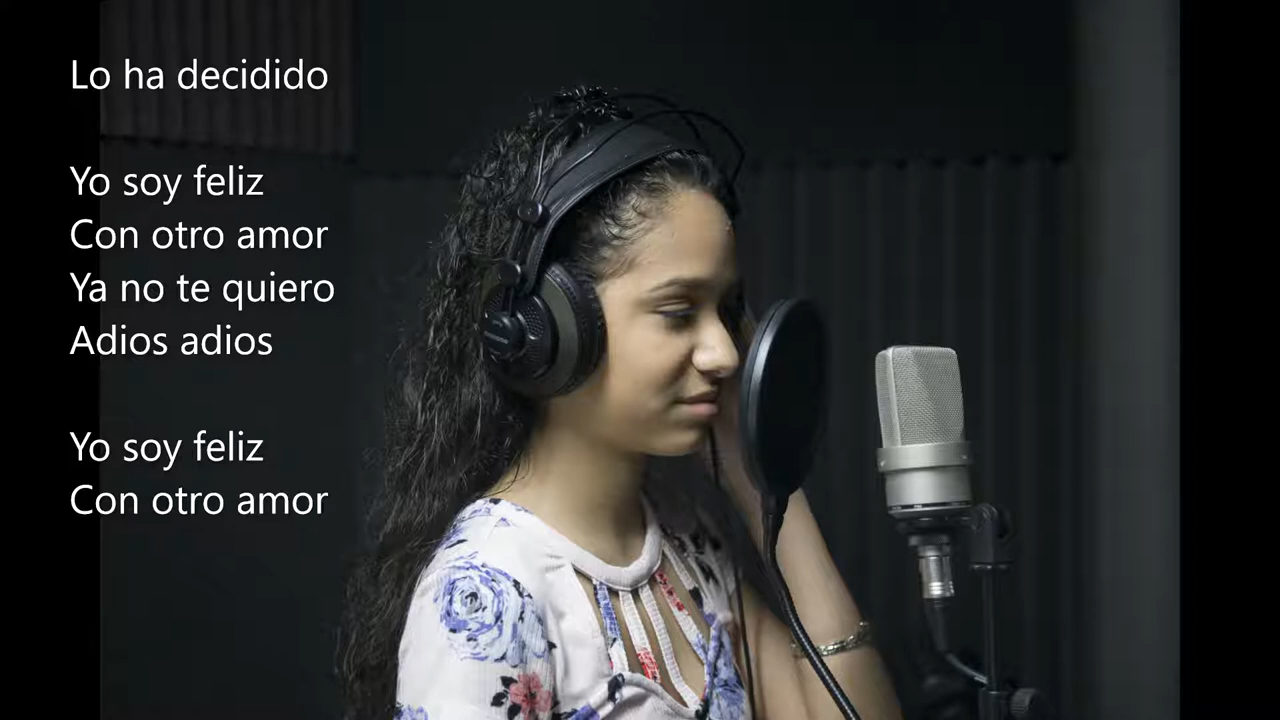 Lo ha decidido
Yo soy feliz
Con otro amor
Ya no te quiero
Adios adios
Yo soy feliz
Con otro amor